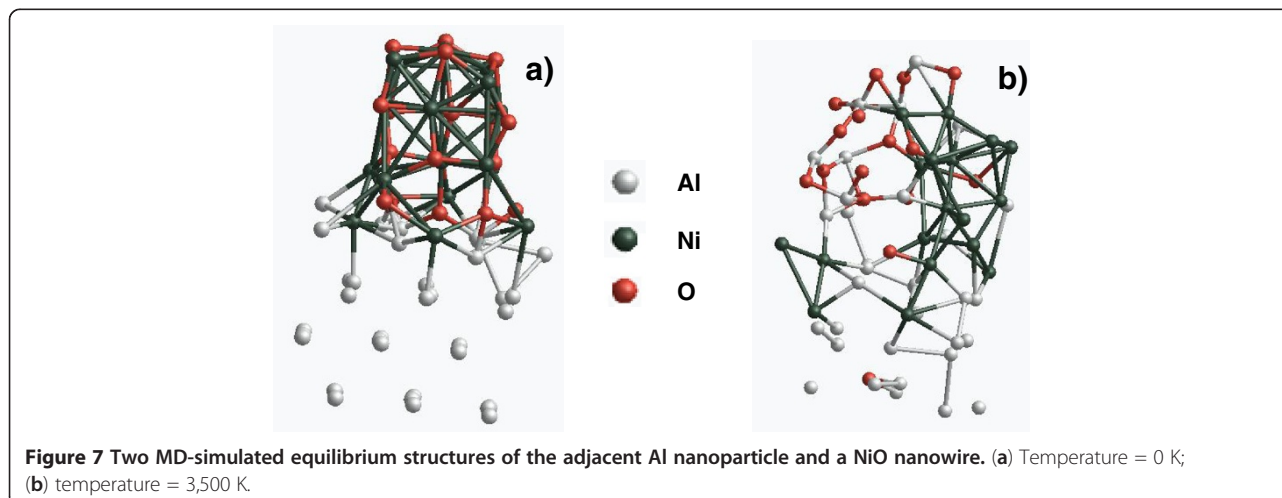 a)
b)
Al
Ni
O
Figure 7 Two MD-simulated equilibrium structures of the adjacent Al nanoparticle and a NiO nanowire. (a) Temperature = 0 K;
(b) temperature = 3,500 K.